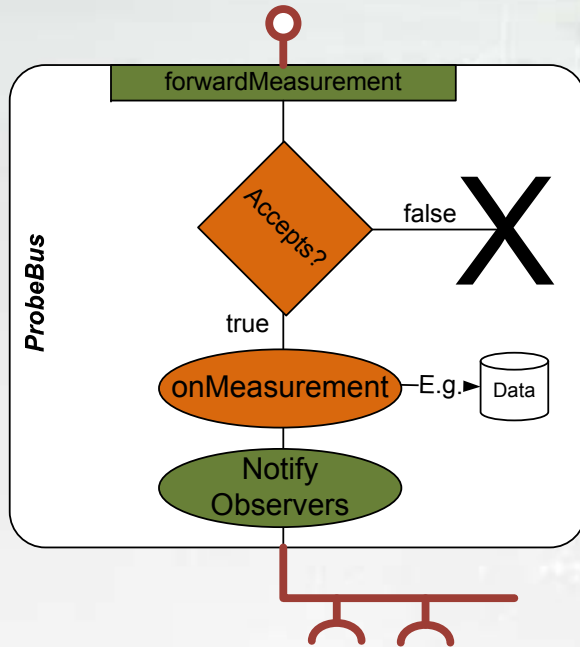 forwardMeasurement
Accepts?
false
X
ProbeBus
true
onMeasurement
E.g.
Data
Notify
Observers